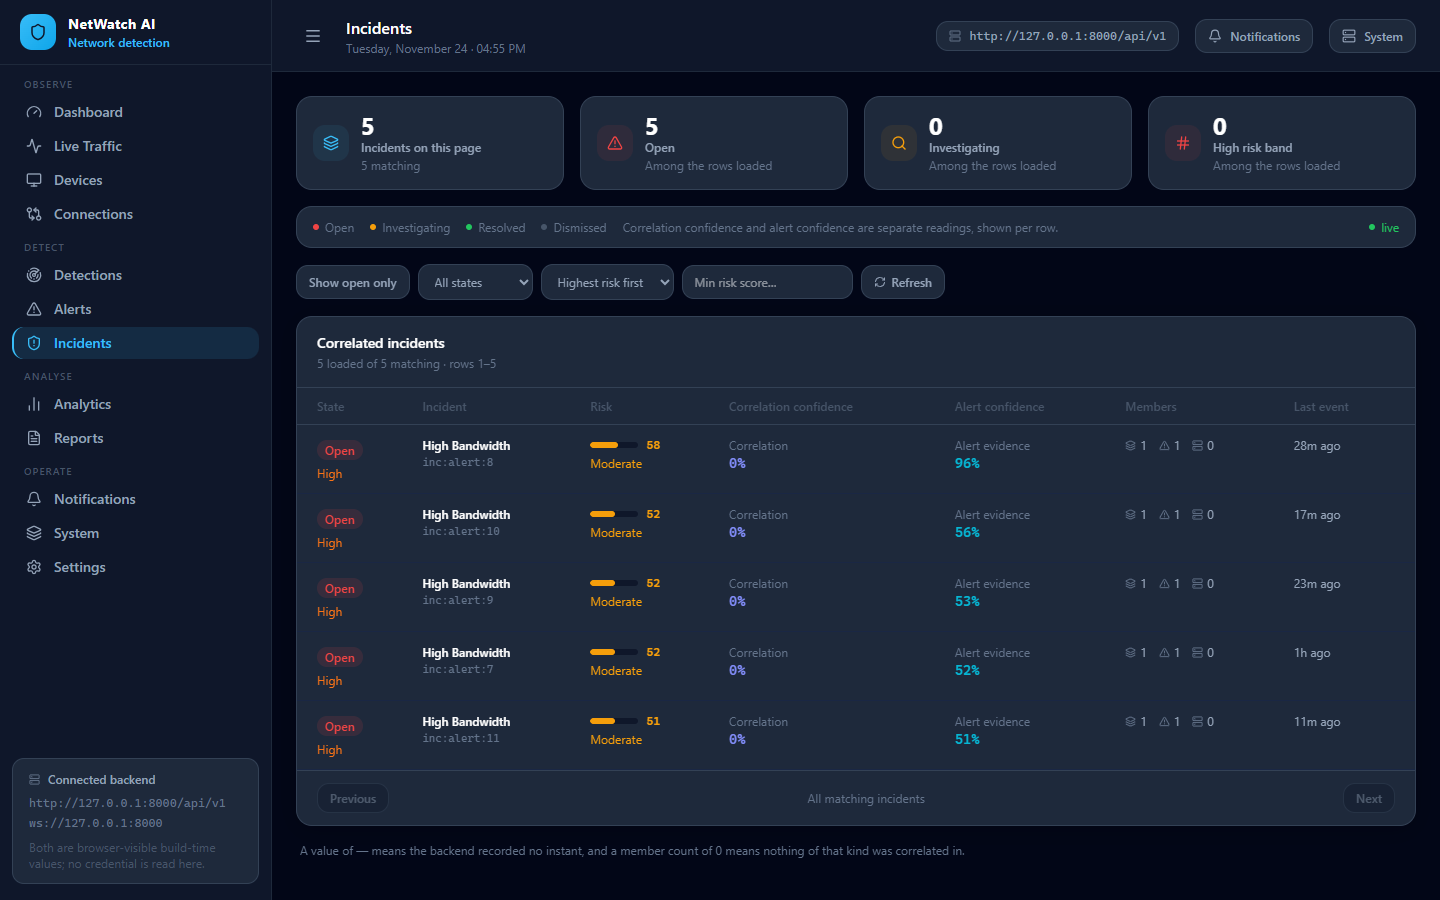 NetWatch AI
Network detection
OBSERVE
Dashboard
Live Traffic
Devices
Connections
DETECT
Detections
Alerts
Incidents
ANALYSE
Analytics
Reports
OPERATE
Notifications
System
Settings
Connected backend
http://127.0.0.1:8000/api/v1
ws://127.0.0.1:8000
Both are browser-visible build-time
values; no credential is read here.
Incidents
Tuesday, November 24 · 04:55 PM
http://127.0.0.1:8000/api/v1
Notifications
System
5
Incidents on this page
5 matching
5
Open
Among the rows loaded
0
Investigating
Among the rows loaded
0
High risk band
Among the rows loaded
Open Investigating Resolved Dismissed Correlation confidence and alert confidence are separate readings, shown per row. live
Show open only All states Highest risk first Min risk score... Refresh
Correlated incidents
5 loaded of 5 matching · rows 1–5
State Incident Risk Correlation confidence Alert confidence Members Last event
Open High Bandwidth 58 Correlation Alert evidence 1 1 0 28m ago
High inc:alert:8 Moderate 0% 96%
Open High Bandwidth 52 Correlation Alert evidence 1 1 0 17m ago
High inc:alert:10 Moderate 0% 56%
Open High Bandwidth 52 Correlation Alert evidence 1 1 0 23m ago
High inc:alert:9 Moderate 0% 53%
Open High Bandwidth 52 Correlation Alert evidence 1 1 0 1h ago
High inc:alert:7 Moderate 0% 52%
Open High Bandwidth 51 Correlation Alert evidence 1 1 0 11m ago
High inc:alert:11 Moderate 0% 51%
Previous All matching incidents Next
A value of — means the backend recorded no instant, and a member count of 0 means nothing of that kind was correlated in.